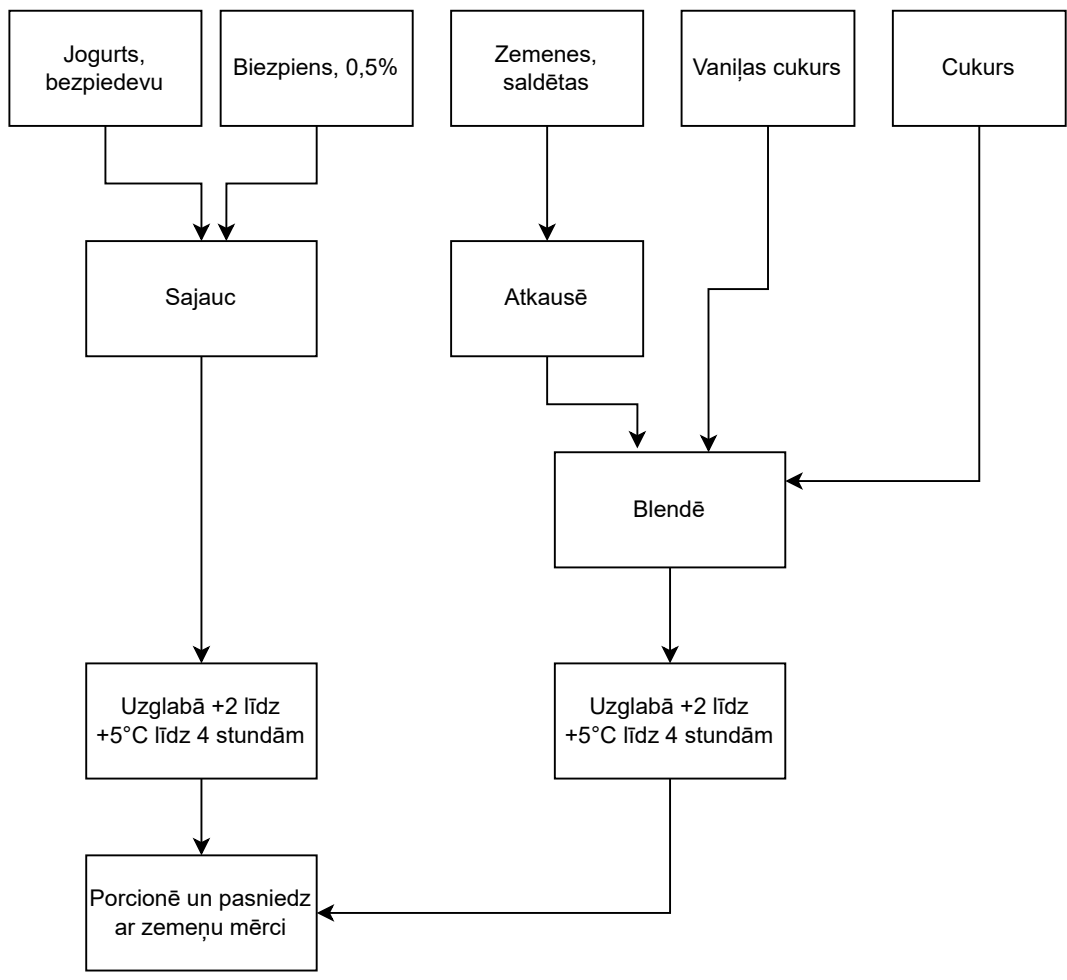 Jogurts,
bezpiedevu
Biezpiens, 0,5%
Zemenes,
saldētas
Vaniļas cukurs
Cukurs
Sajauc
Atkausē
Blendē
Uzglabā +2 līdz
+5°C līdz 4 stundām
Uzglabā +2 līdz
+5°C līdz 4 stundām
Porcionē un pasniedz
ar zemeņu mērci